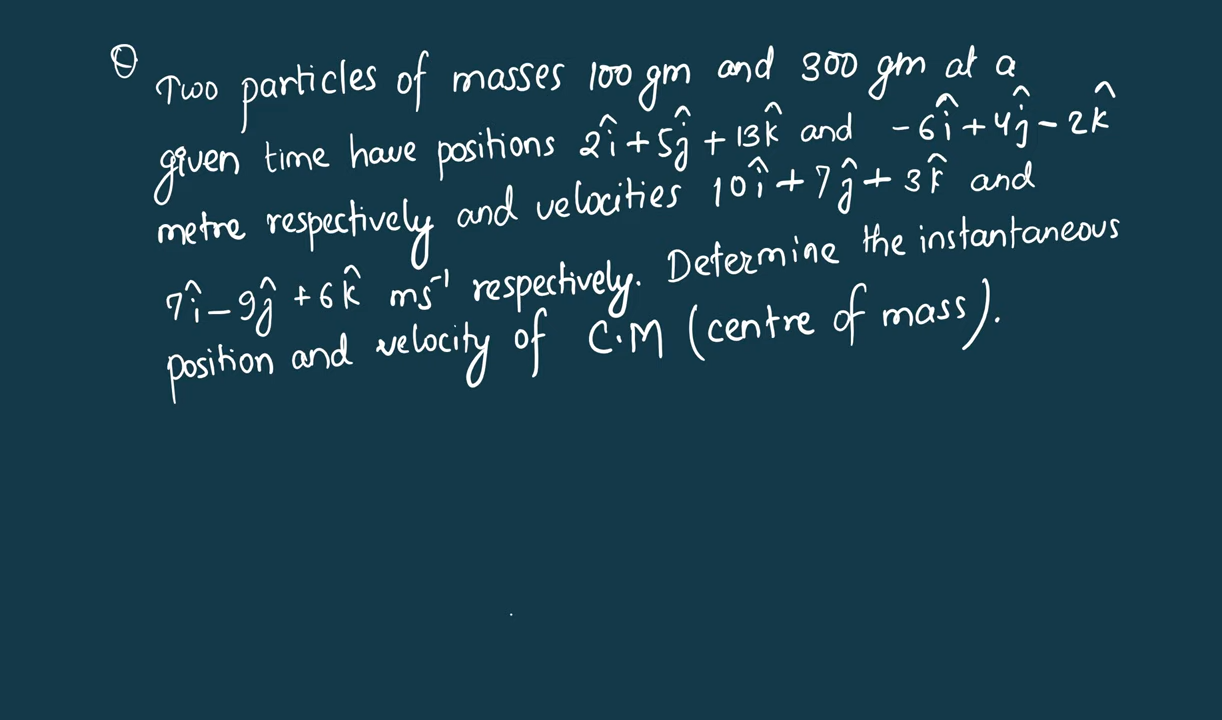 Q Two particles of masses 100 gm and 300 gm at a
given time have positions 2î + 5ĵ + 13k̂ and -6î + 4ĵ - 2k̂
metre respectively and velocities 10î + 7ĵ + 3k̂ and
7î - 9ĵ + 6k̂ ms⁻¹ respectively. Determine the instantaneous
position and velocity of C.M (centre of mass).